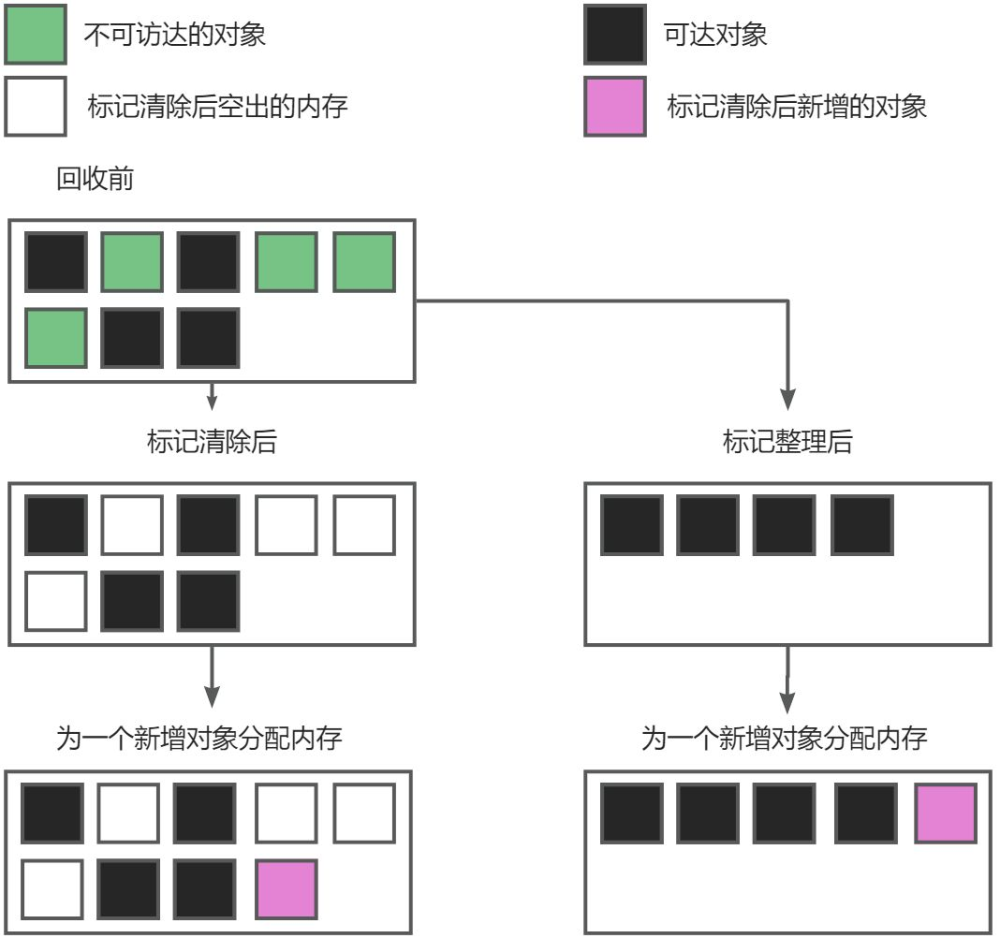 不可访达的对象
可达对象
标记清除后空出的内存
标记清除后新增的对象
回收前
标记清除后
标记整理后
为一个新增对象分配内存
为一个新增对象分配内存